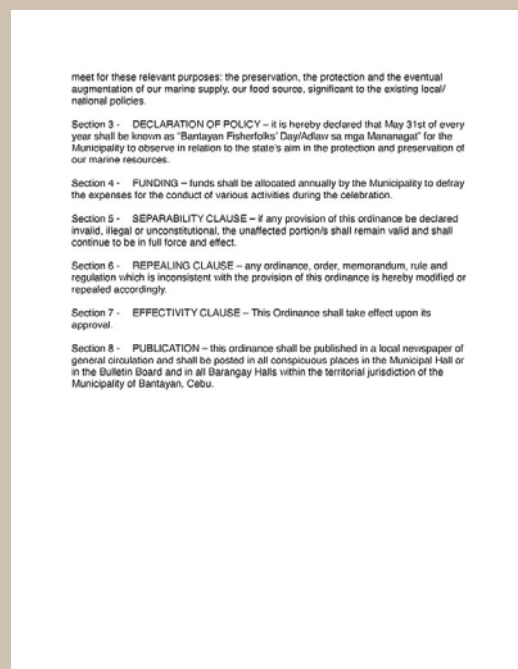 meet for these relevant purposes: the preservation, the protection and the eventual
augmentation of our marine supply, our food source, significant to the existing local/
national policies.
Section 3 - DECLARATION OF POLICY – it is hereby declared that May 31st of every
year shall be known as "Bantayan Fisherfolks' Day/Adlaw sa mga Mananagat" for the
Municipality to observe in relation to the state's aim in the protection and preservation of
our marine resources.
Section 4 - FUNDING – funds shall be allocated annually by the Municipality to defray
the expenses for the conduct of various activities during the celebration.
Section 5 - SEPARABILITY CLAUSE – if any provision of this ordinance be declared
invalid, illegal or unconstitutional, the unaffected portion/s shall remain valid and shall
continue to be in full force and effect.
Section 6 - REPEALING CLAUSE – any ordinance, order, memorandum, rule and
regulation which is inconsistent with the provision of this ordinance is hereby modified or
repealed accordingly.
Section 7 - EFFECTIVITY CLAUSE – This Ordinance shall take effect upon its
approval.
Section 8 - PUBLICATION – this ordinance shall be published in a local newspaper of
general circulation and shall be posted in all conspicuous places in the Municipal Hall or
in the Bulletin Board and in all Barangay Halls within the territorial jurisdiction of the
Municipality of Bantayan, Cebu.